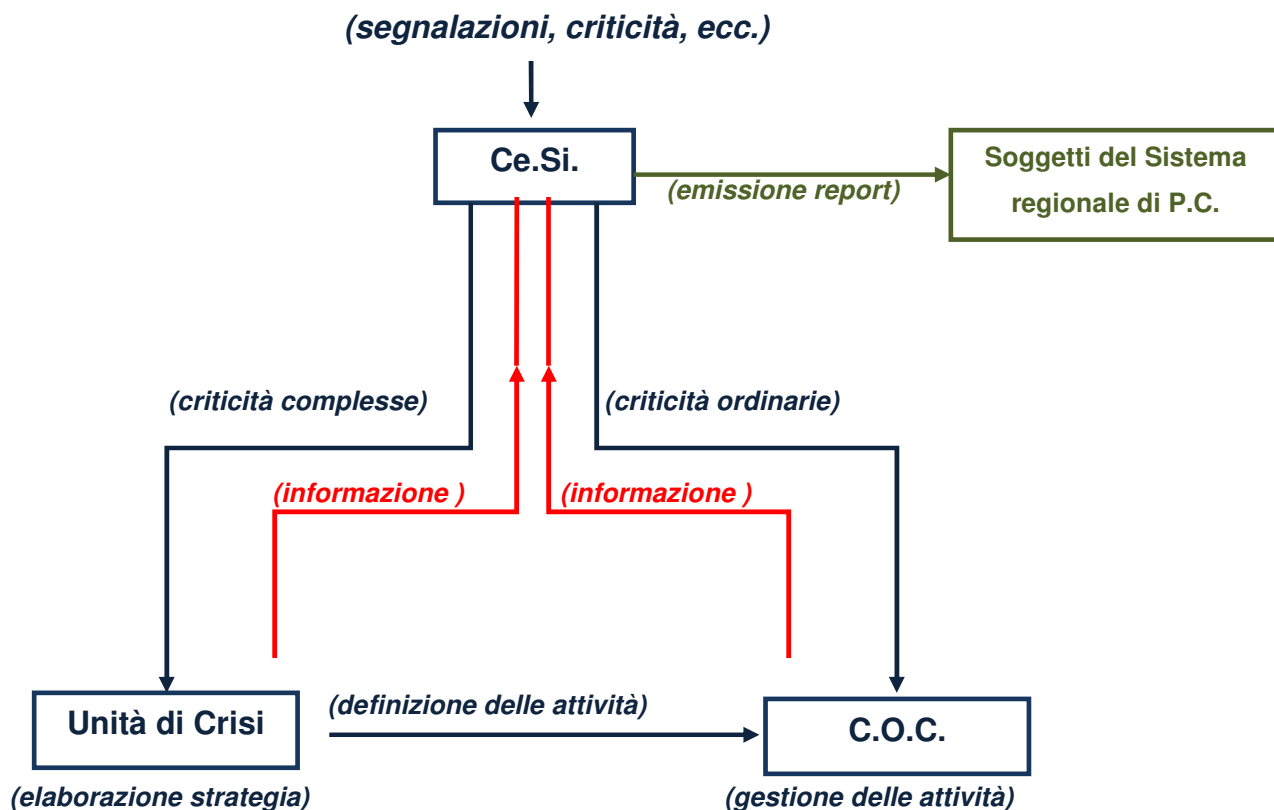 (segnalazioni, criticità, ecc.)
Ce.Si.
(emissione report)
Soggetti del Sistema
regionale di P.C.
(criticità complesse)
(criticità ordinarie)
(informazione )
(informazione )
Unità di Crisi
(definizione delle attività)
C.O.C.
(elaborazione strategia)
(gestione delle attività)